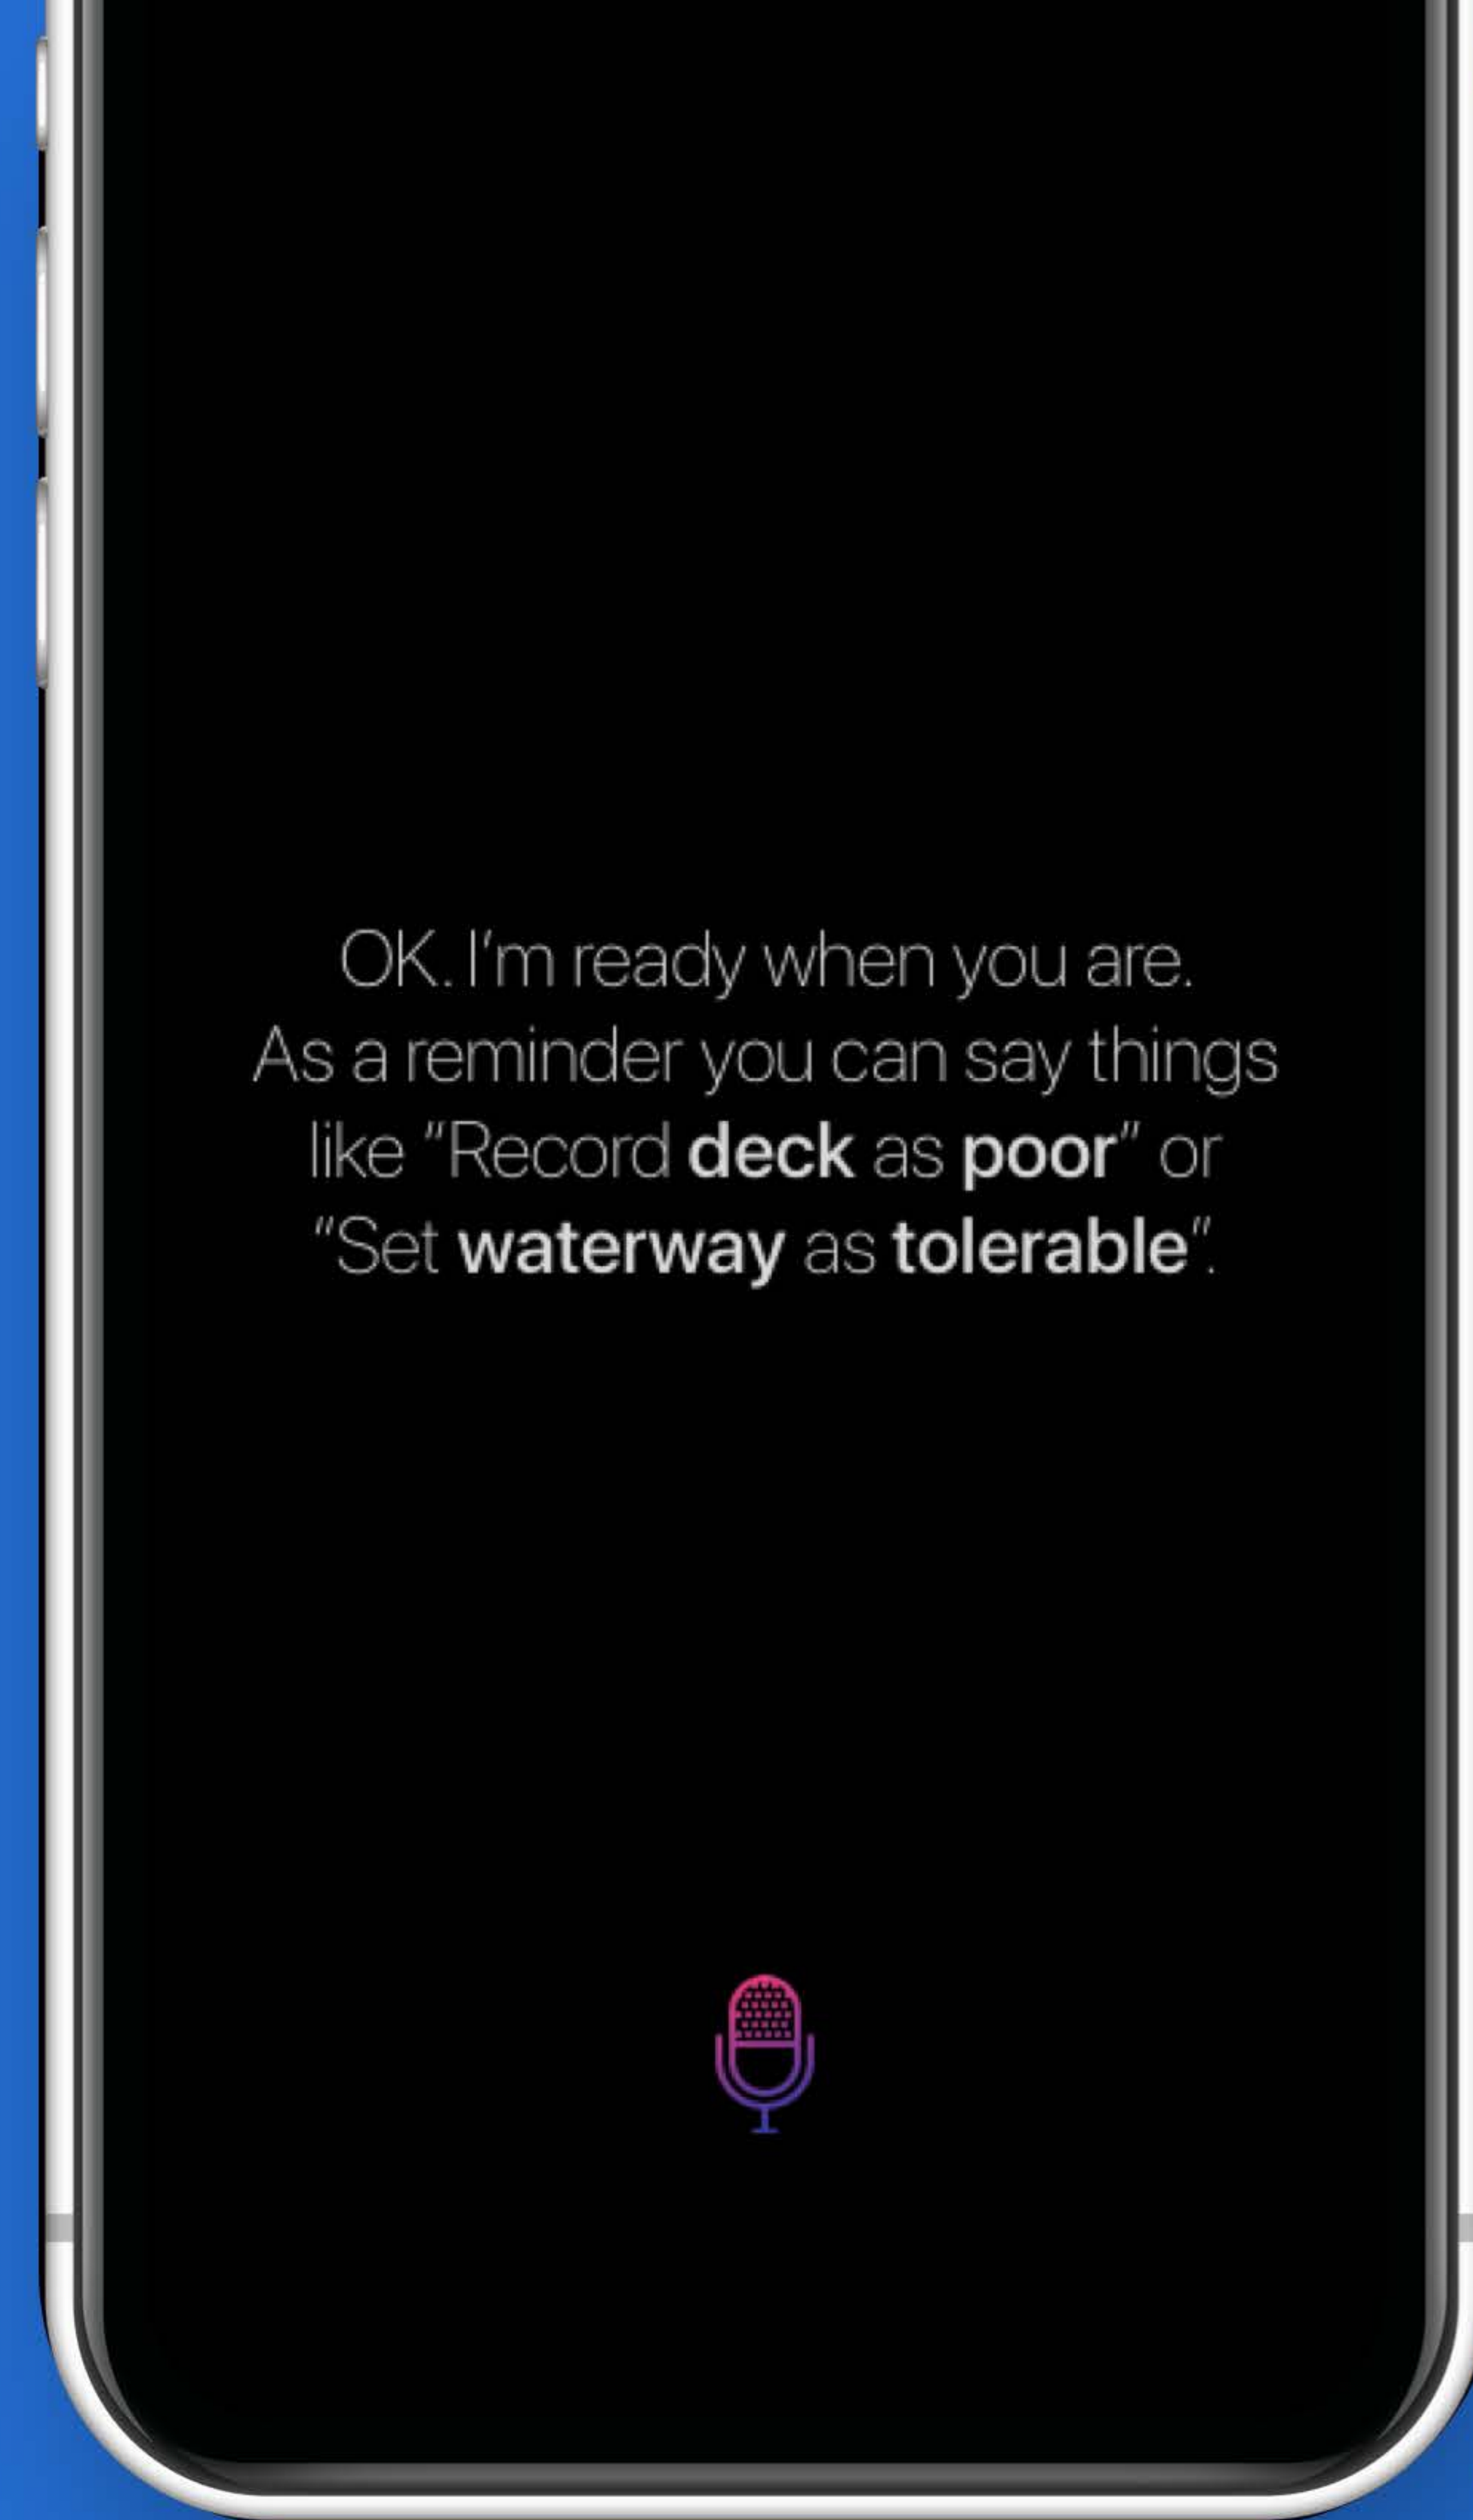 OK. I'm ready when you are.
As a reminder you can say things
like "Record deck as poor" or
"Set waterway as tolerable".